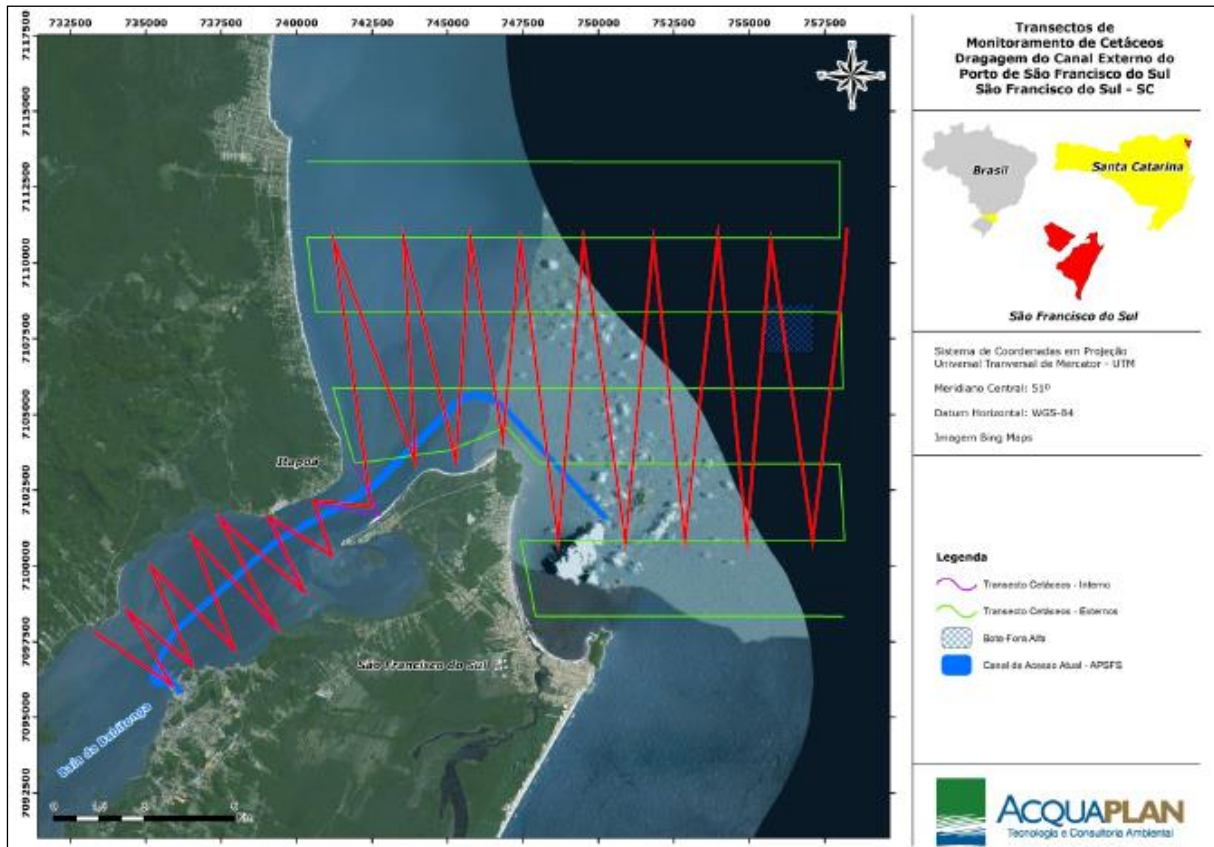 732500 735000 737500 740000 742500 745000 747500 750000 752500 755000 757500
7117500
7115000
7112500
7110000
7107500
7105000
7102500
7100000
7097500
7095000
7092500
Itapoá
São Francisco do Sul
Baia da Babitonga
Km
Transectos de
Monitoramento de Cetáceos
Dragagem do Canal Externo do
Porto de São Francisco do Sul
São Francisco do Sul - SC
Brasil
Santa Catarina
São Francisco do Sul
Sistema de Coordenadas em Projeção
Universal Tranversal de Mercator - UTM
Meridiano Central: 51º
Datum Horizontal: WGS-84
Imagem Bing Maps
Legenda
Transecto Cetáceos - Interno
Transecto Cetáceos - Externos
Bota-Fora Alfa
Canal de Acesso Atual - APSFS
ACQUAPLAN
Tecnologia e Consultoria Ambiental